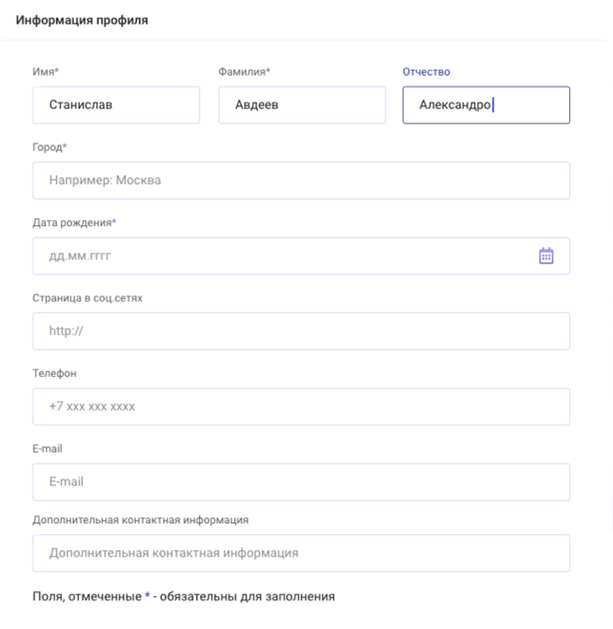 Информация профиля
Имя* Фамилия* Отчество
Станислав Авдеев Александро
Город*
Например: Москва
Дата рождения*
дд.мм.гггг
Страница в соц.сетях
http://
Телефон
+7 xxx xxx xxxx
E-mail
E-mail
Дополнительная контактная информация
Дополнительная контактная информация
Поля, отмеченные * - обязательны для заполнения